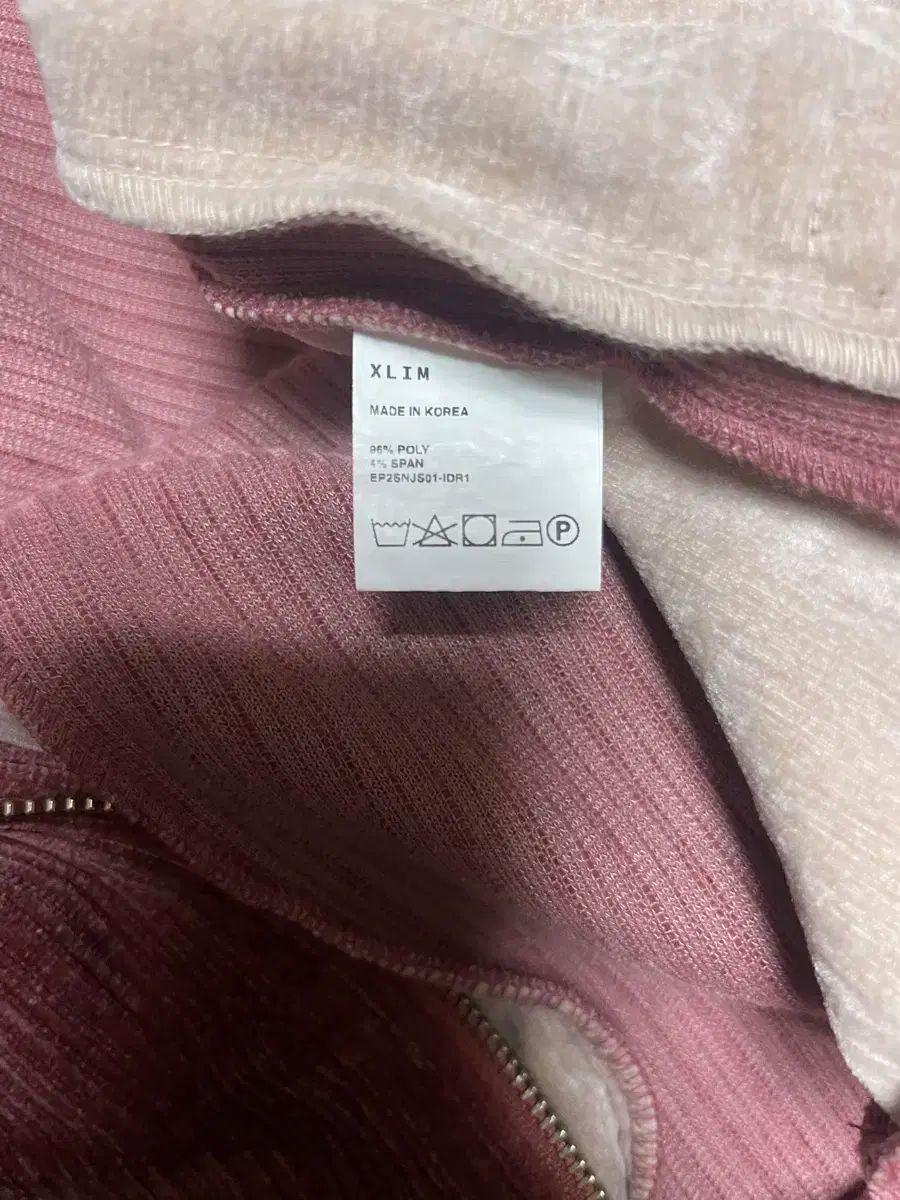 XLIM
MADE IN KOREA
96% POLY
4% SPAN
EP2SNJS01-IDR1
P